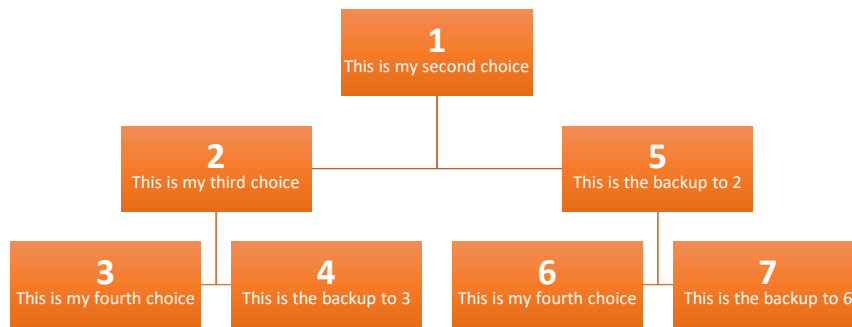 1
This is my second choice
2
This is my third choice
5
This is the backup to 2
3
This is my fourth choice
4
This is the backup to 3
6
This is my fourth choice
7
This is the backup to 6